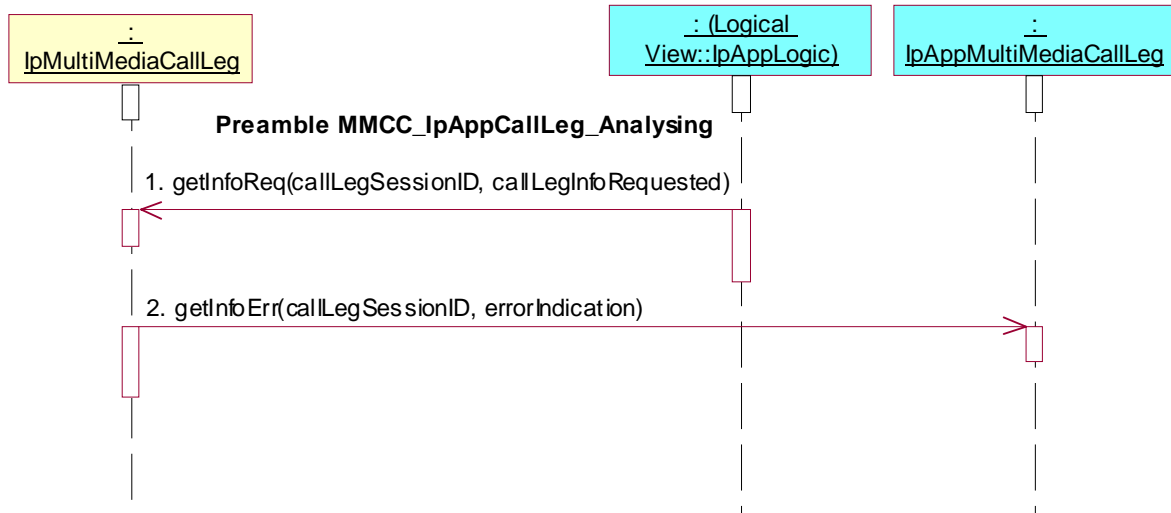 :
IpMultiMediaCallLeg
: (Logical
View::IpAppLogic)
:
IpAppMultiMediaCallLeg
Preamble MMCC_IpAppCallLeg_Analysing
1. getInfoReq(callLegSessionID, callLegInfoRequested)
2. getInfoErr(callLegSessionID, errorIndication)